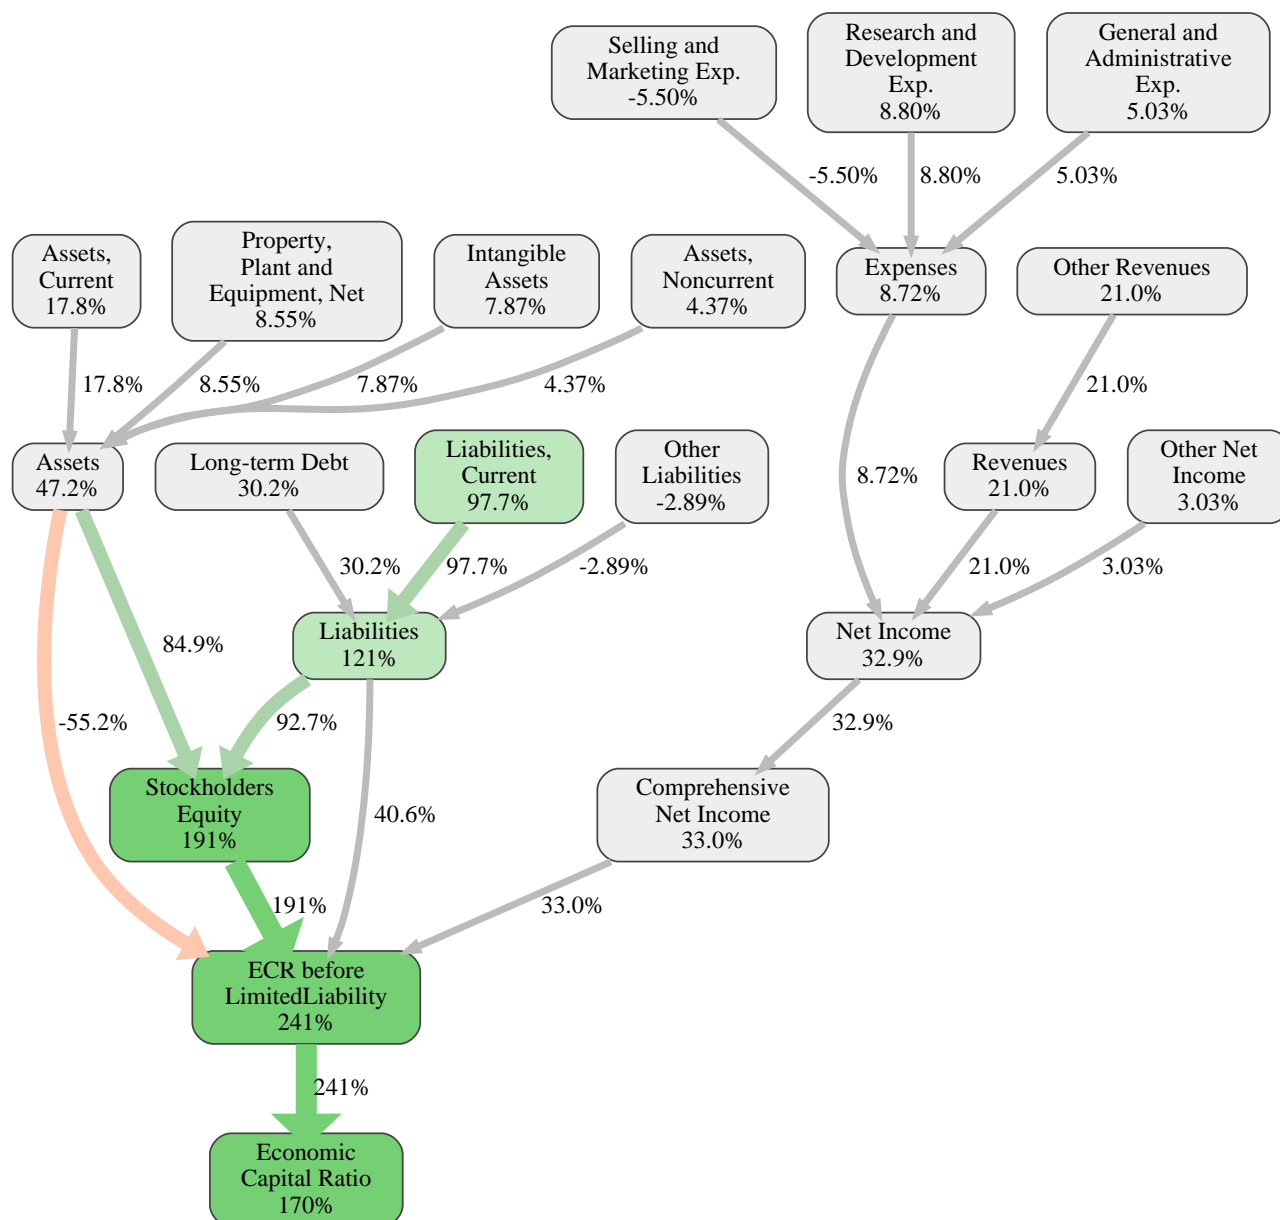 Selling and
Marketing Exp.
-5.50%
Research and
Development
Exp.
8.80%
General and
Administrative
Exp.
5.03%
-5.50%
8.80%
5.03%
Assets,
Current
17.8%
Property,
Plant and
Equipment, Net
8.55%
Intangible
Assets
7.87%
Assets,
Noncurrent
4.37%
Expenses
8.72%
Other Revenues
21.0%
17.8%
8.55%
7.87%
4.37%
21.0%
Assets
47.2%
Long-term Debt
30.2%
Liabilities,
Current
97.7%
Other
Liabilities
-2.89%
8.72%
Revenues
21.0%
Other Net
Income
3.03%
30.2%
97.7%
-2.89%
21.0%
3.03%
84.9%
Liabilities
121%
Net Income
32.9%
-55.2%
92.7%
32.9%
Stockholders
Equity
191%
40.6%
Comprehensive
Net Income
33.0%
191%
33.0%
ECR before
LimitedLiability
241%
241%
Economic
Capital Ratio
170%